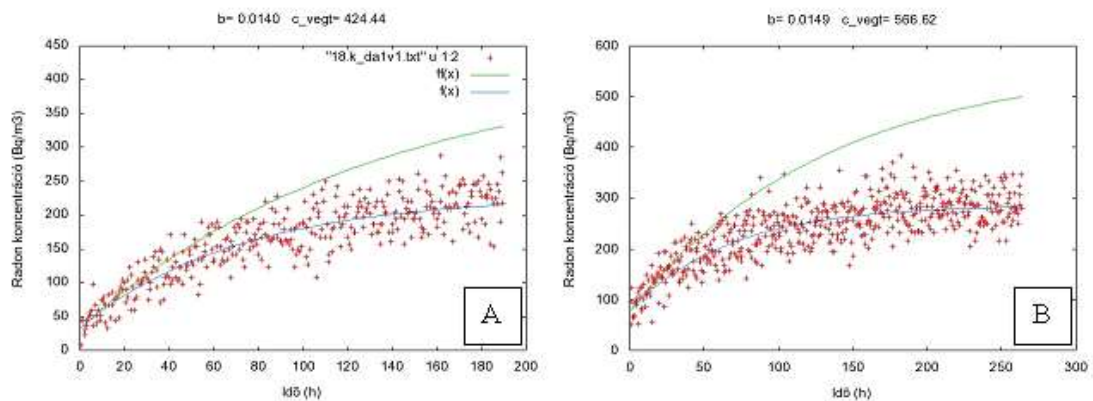 b= 0.0140 c_vegt= 424.44
450
400
350
300
250
200
150
100
50
0
Radon koncentráció (Bq/m3)
"18.k_da1v1.txt" u 1:2
ff(x)
f(x)
A
0 20 40 60 80 100 120 140 160 180 200
Idõ (h)
b= 0.0149 c_vegt= 566.62
600
500
400
300
200
100
0
Radon koncentráció (Bq/m3)
B
0 50 100 150 200 250 300
Idõ (h)